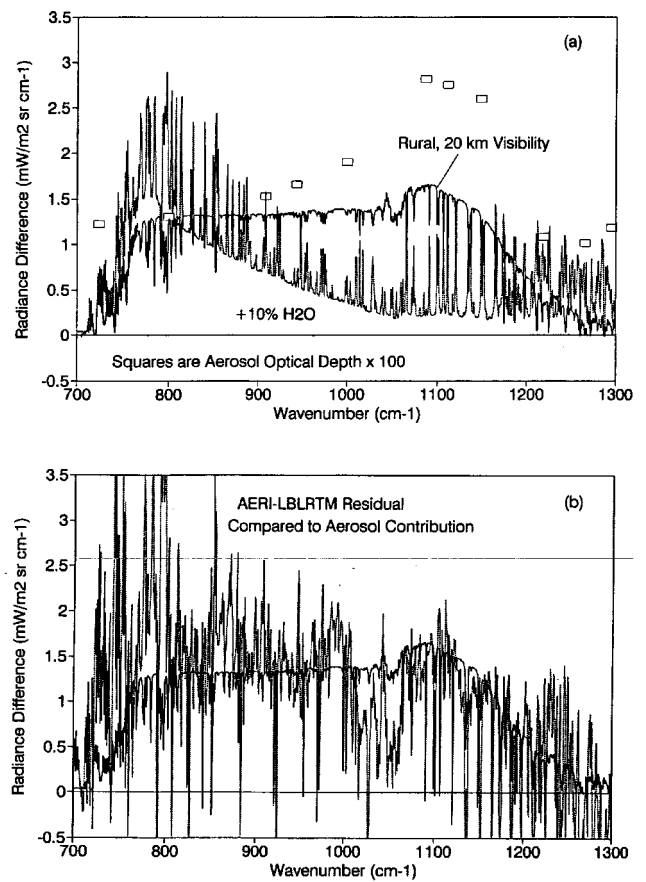 (a)
3.5
3
2.5
2
1.5
1
0.5
0
-0.5
Radiance Difference (mW/m2 sr cm-1)
Rural, 20 km Visibility
+10% H2O
Squares are Aerosol Optical Depth x 100
700 800 900 1000 1100 1200 1300
Wavenumber (cm-1)
(b)
3.5
3
2.5
2
1.5
1
0.5
0
-0.5
Radiance Difference (mW/m2 sr cm-1)
AERI-LBLRTM Residual
Compared to Aerosol Contribution
700 800 900 1000 1100 1200 1300
Wavenumber (cm-1)